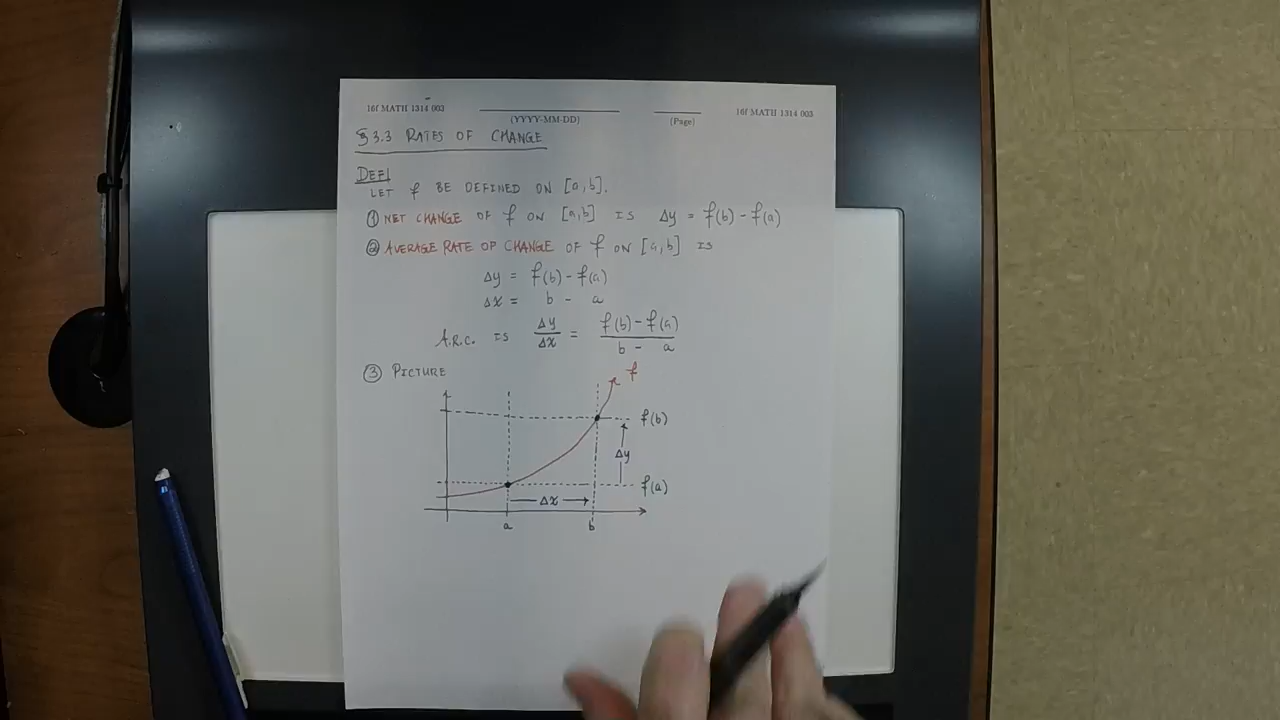 16f MATH 1314 003
(YYYY-MM-DD)
(Page)
16f MATH 1314 003
§3.3 RATES OF CHANGE
DEF
LET f BE DEFINED ON [a,b].
① NET CHANGE OF f ON [a,b] IS Δy = f(b) - f(a)
② AVERAGE RATE OF CHANGE OF f ON [a,b] IS
Δy = f(b) - f(a)
Δx = b - a
A.R.C. IS Δy/Δx = f(b) - f(a) / b - a
③ PICTURE
f
f(b)
Δy
f(a)
Δx
a b